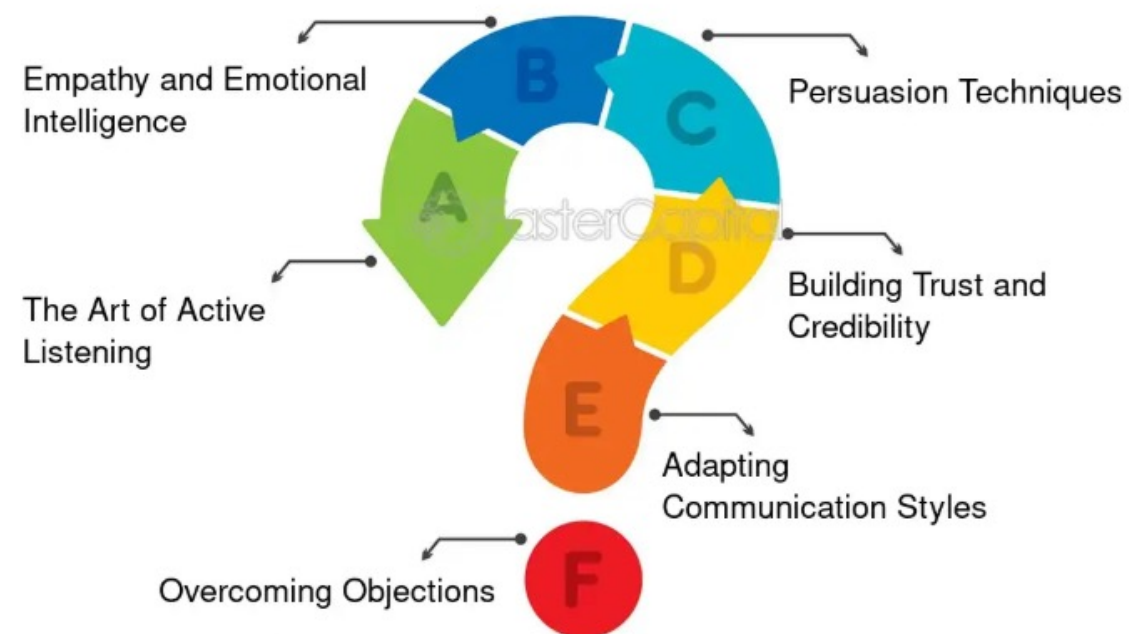 Empathy and Emotional
Intelligence
B
C
Persuasion Techniques
A
FasterCapital
D
Building Trust and
Credibility
The Art of Active
Listening
E
Adapting
Communication Styles
F
Overcoming Objections